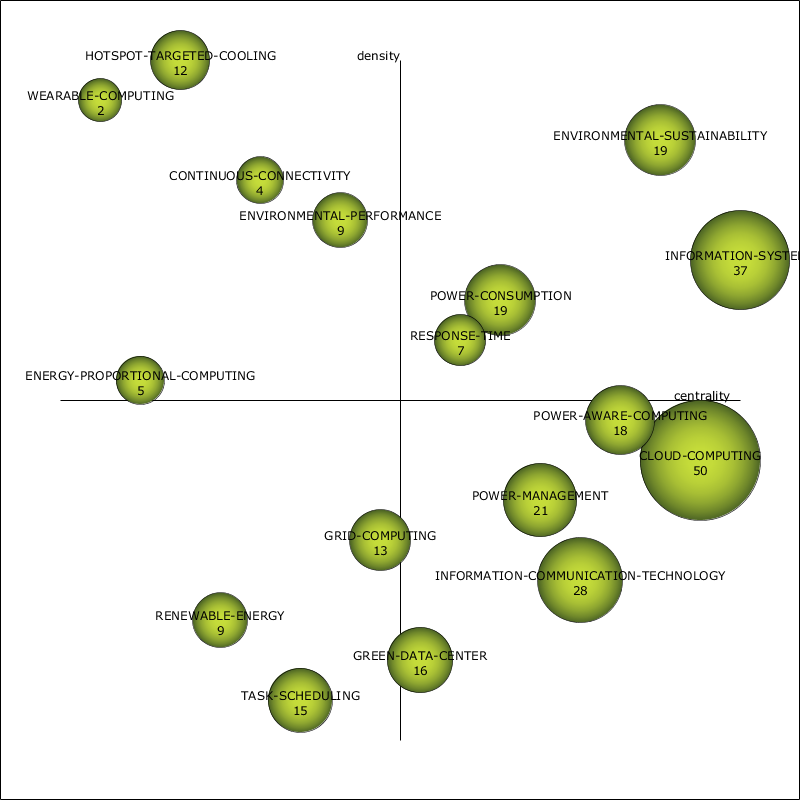 density
HOTSPOT-TARGETED-COOLING
12
WEARABLE-COMPUTING
2
ENVIRONMENTAL-SUSTAINABILITY
19
CONTINUOUS-CONNECTIVITY
4
ENVIRONMENTAL-PERFORMANCE
9
INFORMATION-SYSTE
37
POWER-CONSUMPTION
19
RESPONSE-TIME
7
ENERGY-PROPORTIONAL-COMPUTING
5
centrality
POWER-AWARE-COMPUTING
18
CLOUD-COMPUTING
50
POWER-MANAGEMENT
21
GRID-COMPUTING
13
INFORMATION-COMMUNICATION-TECHNOLOGY
28
RENEWABLE-ENERGY
9
GREEN-DATA-CENTER
16
TASK-SCHEDULING
15